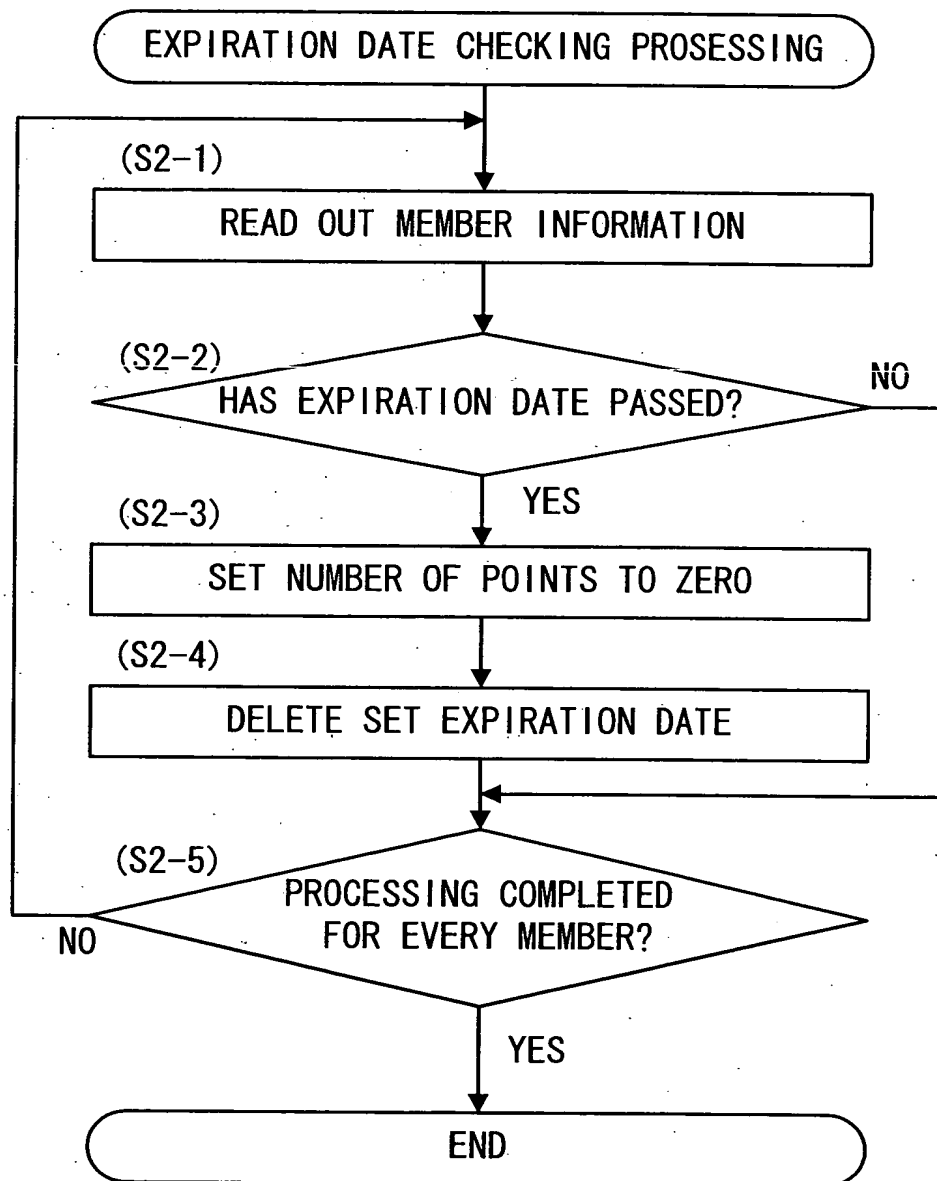 EXPIRATION DATE CHECKING PROSESSING
(S2-1)
READ OUT MEMBER INFORMATION
(S2-2)
HAS EXPIRATION DATE PASSED?
NO
YES
(S2-3)
SET NUMBER OF POINTS TO ZERO
(S2-4)
DELETE SET EXPIRATION DATE
(S2-5)
PROCESSING COMPLETED
FOR EVERY MEMBER?
NO
YES
END